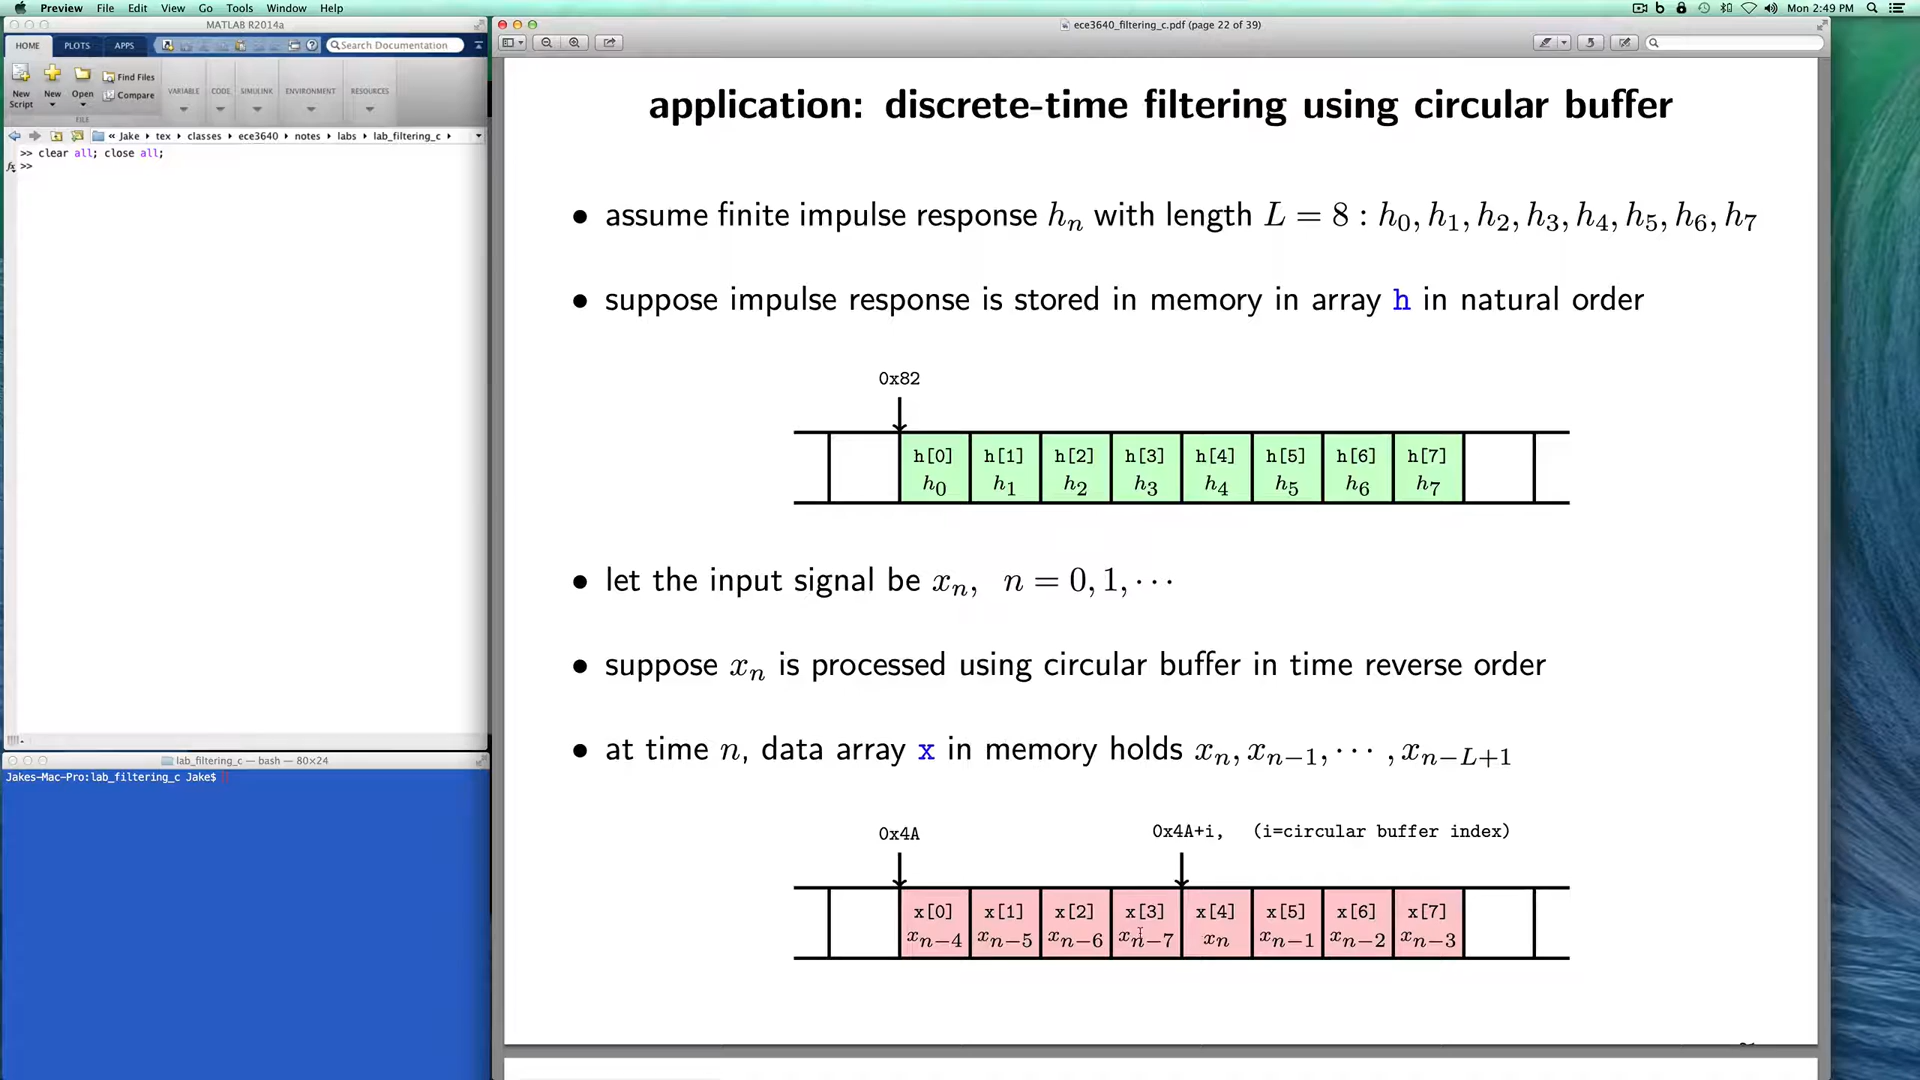 Preview File Edit View Go Tools Window Help
Mon 2:49 PM
MATLAB R2014a
HOME PLOTS APPS
Search Documentation
New Script
New
Open
Find Files
Compare
VARIABLE
CODE
SIMULINK
ENVIRONMENT
RESOURCES
FILE
« Jake ▸ tex ▸ classes ▸ ece3640 ▸ notes ▸ labs ▸ lab_filtering_c ▸
>> clear all; close all;
fx >>
lab_filtering_c — bash — 80×24
Jakes-Mac-Pro:lab_filtering_c Jake$
ece3640_filtering_c.pdf (page 22 of 39)
application: discrete-time filtering using circular buffer
• assume finite impulse response hₙ with length L = 8 : h₀, h₁, h₂, h₃, h₄, h₅, h₆, h₇
• suppose impulse response is stored in memory in array h in natural order
0x82
h[0] h[1] h[2] h[3] h[4] h[5] h[6] h[7]
h₀ h₁ h₂ h₃ h₄ h₅ h₆ h₇
• let the input signal be xₙ, n = 0, 1, ⋯
• suppose xₙ is processed using circular buffer in time reverse order
• at time n, data array x in memory holds xₙ, xₙ₋₁, ⋯ , xₙ₋L₊₁
0x4A 0x4A+i, (i=circular buffer index)
x[0] x[1] x[2] x[3] x[4] x[5] x[6] x[7]
xₙ₋₄ xₙ₋₅ xₙ₋₆ xₙ₋₇ xₙ xₙ₋₁ xₙ₋₂ xₙ₋₃